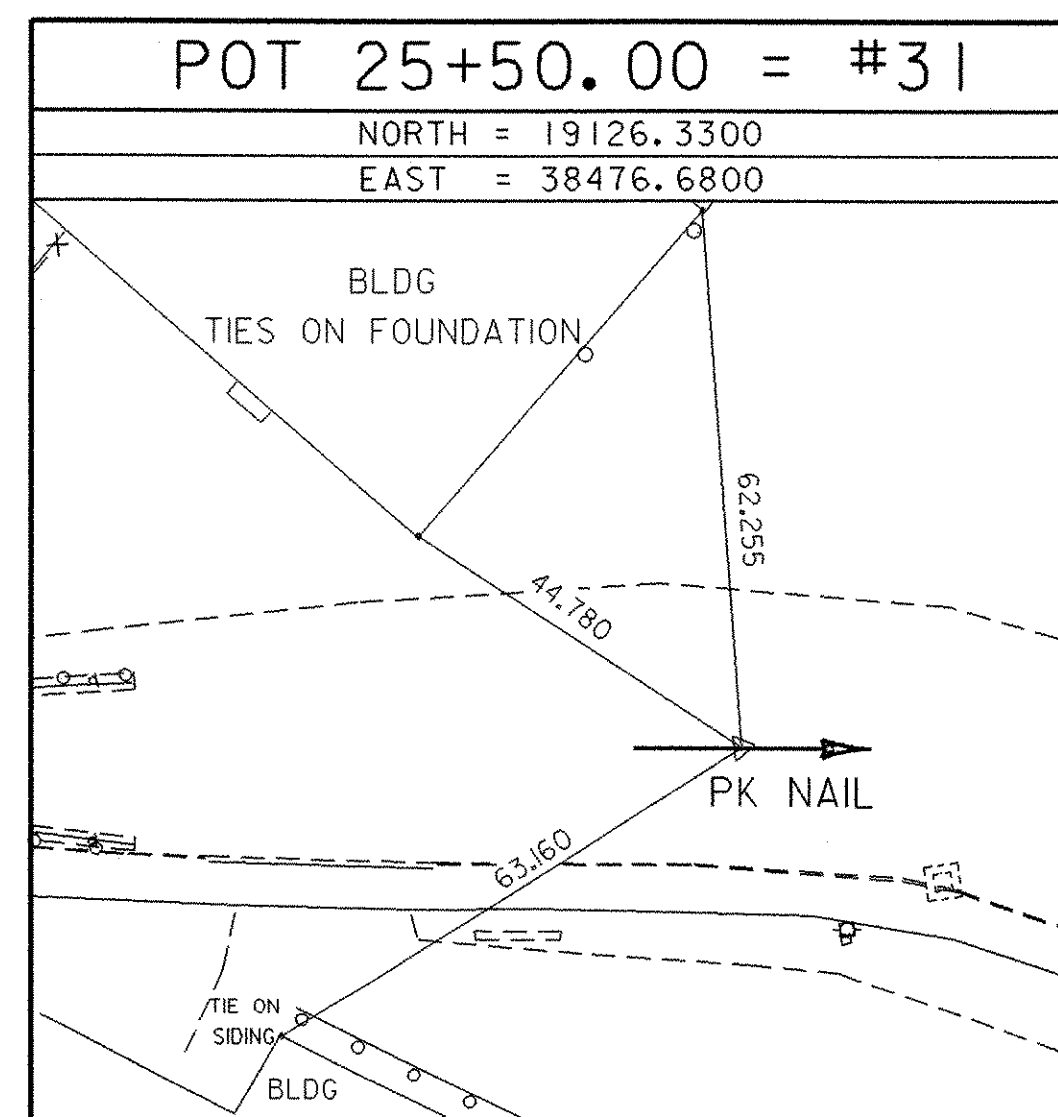 POT 25+50.00 = #31
NORTH = 19126.3300
EAST = 38476.6800
BLDG
TIES ON FOUNDATION
62.255
44.780
PK NAIL
63.160
TIE ON
SIDING
BLDG